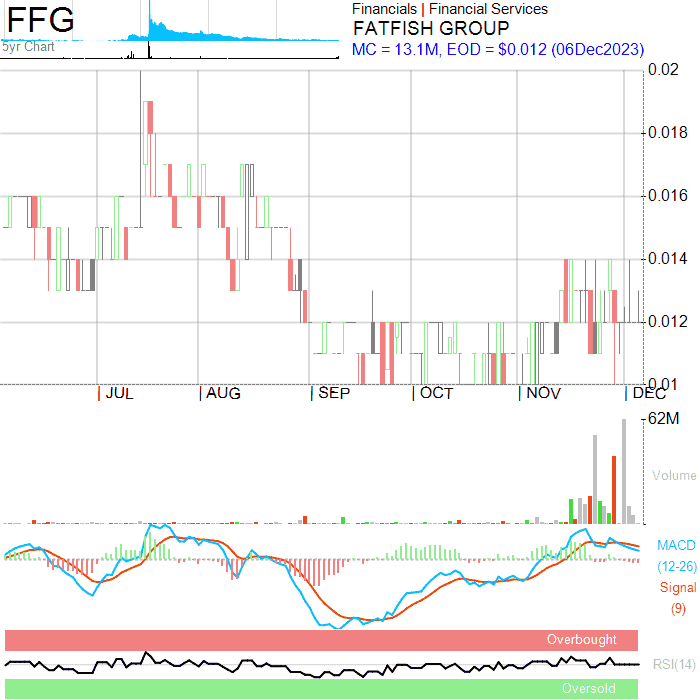 FFG
5yr Chart
Financials | Financial Services
FATFISH GROUP
MC = 13.1M, EOD = $0.012 (06Dec2023)
0.02
0.018
0.016
0.014
0.012
0.01
JUL AUG SEP OCT NOV DEC
62M
Volume
MACD
(12-26)
Signal
(9)
Overbought
RSI(14)
Oversold